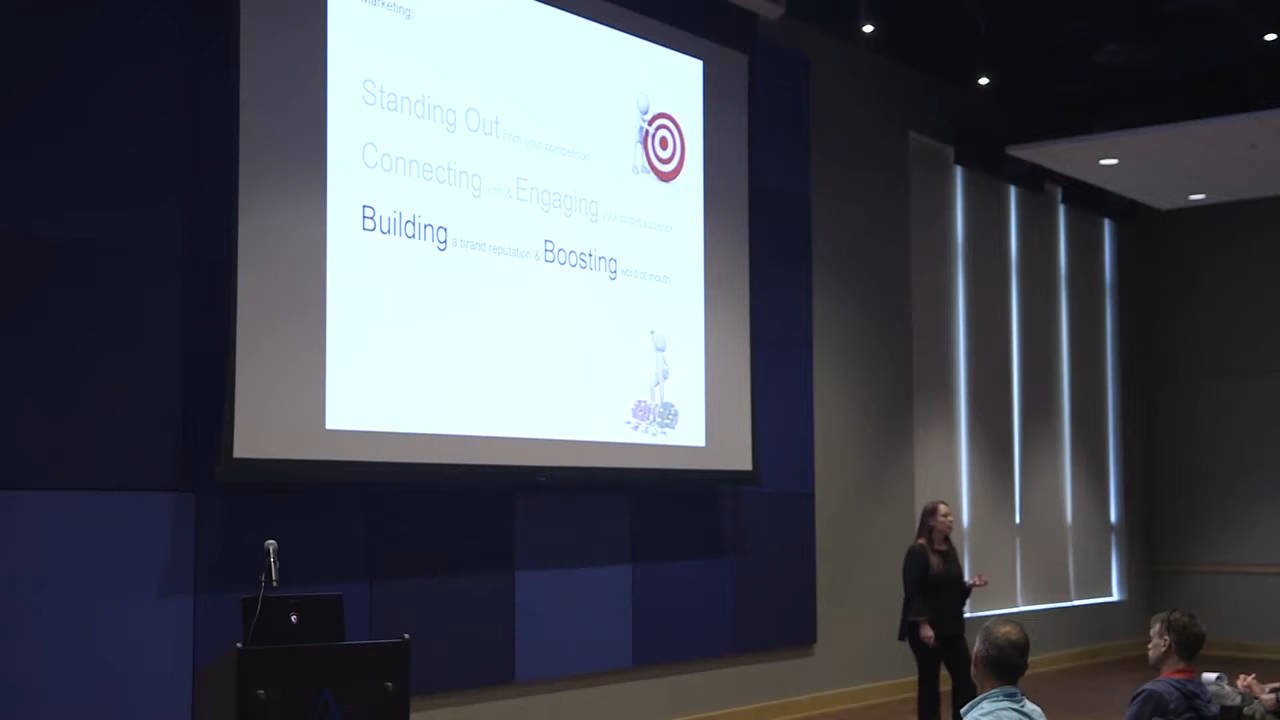 Marketing:
Standing Out from your competition
Connecting with & Engaging your target audience
Building a brand reputation & Boosting word of mouth